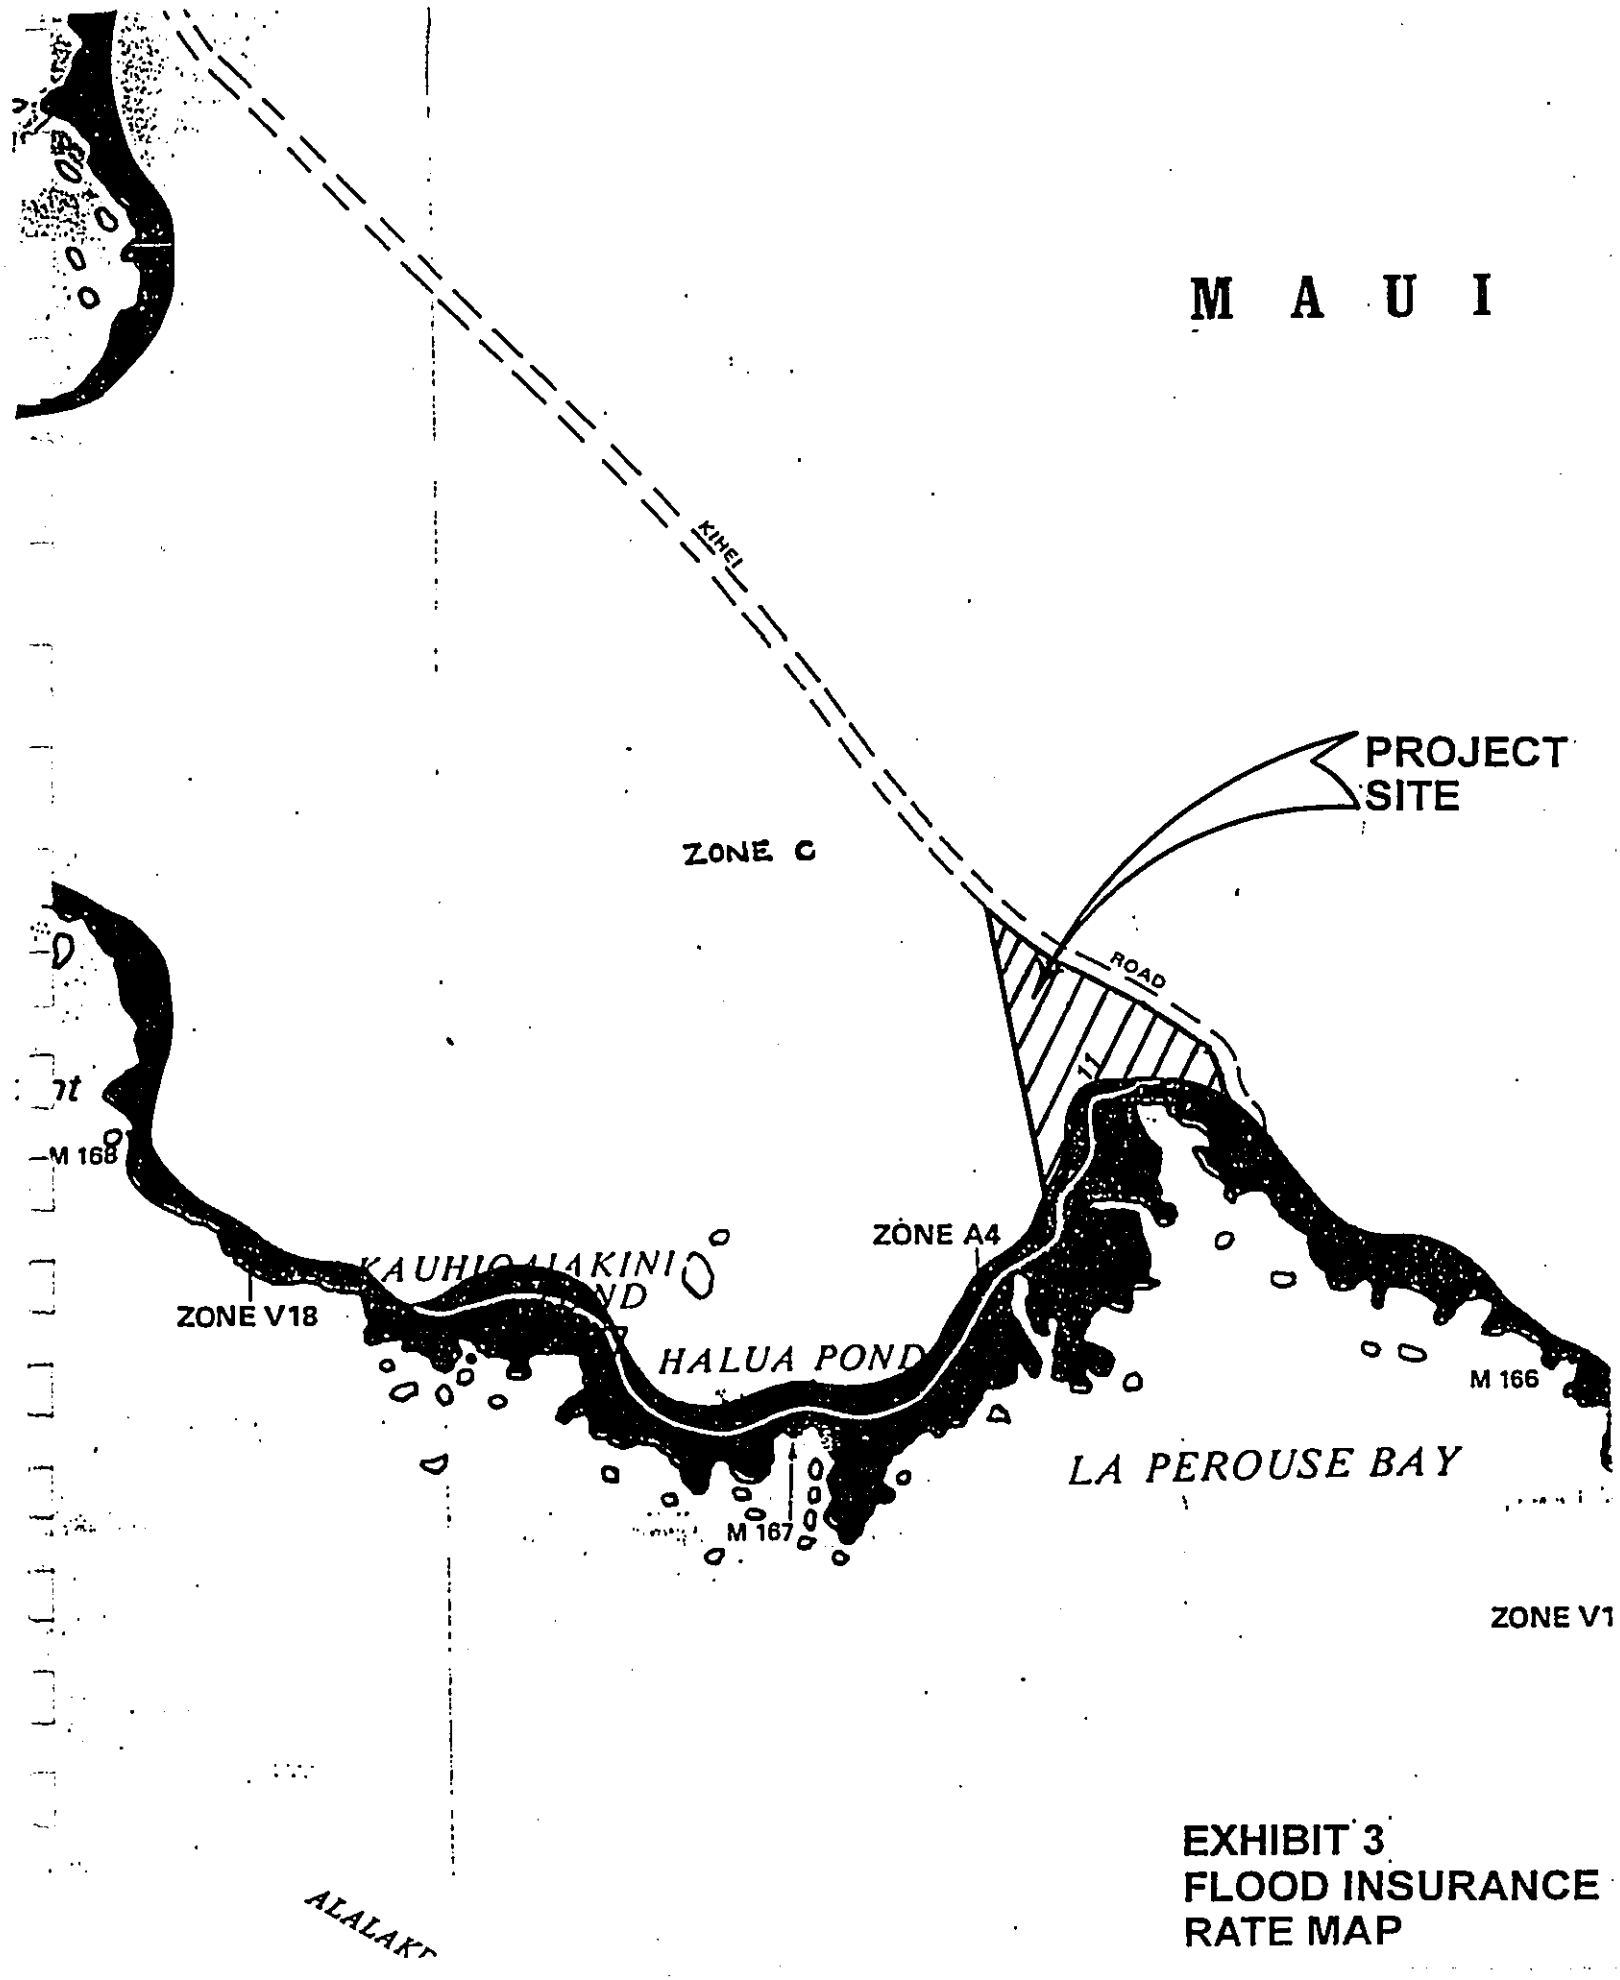 M A U I
KIHEI
PROJECT
SITE
ZONE C
ROAD
11
M 168
ZONE A4
ZONE V18
HALUA POND
M 166
LA PEROUSE BAY
M 167
ZONE V1
EXHIBIT 3
FLOOD INSURANCE
RATE MAP